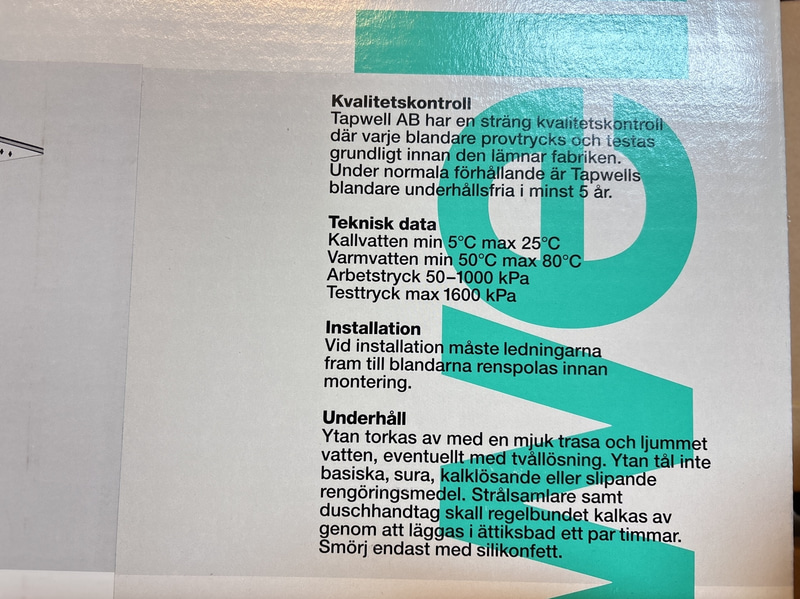 well
Kvalitetskontroll
Tapwell AB har en sträng kvalitetskontroll
där varje blandare provtrycks och testas
grundligt innan den lämnar fabriken.
Under normala förhållande är Tapwells
blandare underhållsfria i minst 5 år.
Teknisk data
Kallvatten min 5°C max 25°C
Varmvatten min 50°C max 80°C
Arbetstryck 50–1000 kPa
Testtryck max 1600 kPa
Installation
Vid installation måste ledningarna
fram till blandarna renspolas innan
montering.
Underhåll
Ytan torkas av med en mjuk trasa och ljummet
vatten, eventuellt med tvållösning. Ytan tål inte
basiska, sura, kalklösande eller slipande
rengöringsmedel. Strålsamlare samt
duschhandtag skall regelbundet kalkas av
genom att läggas i ättiksbad ett par timmar.
Smörj endast med silikonfett.